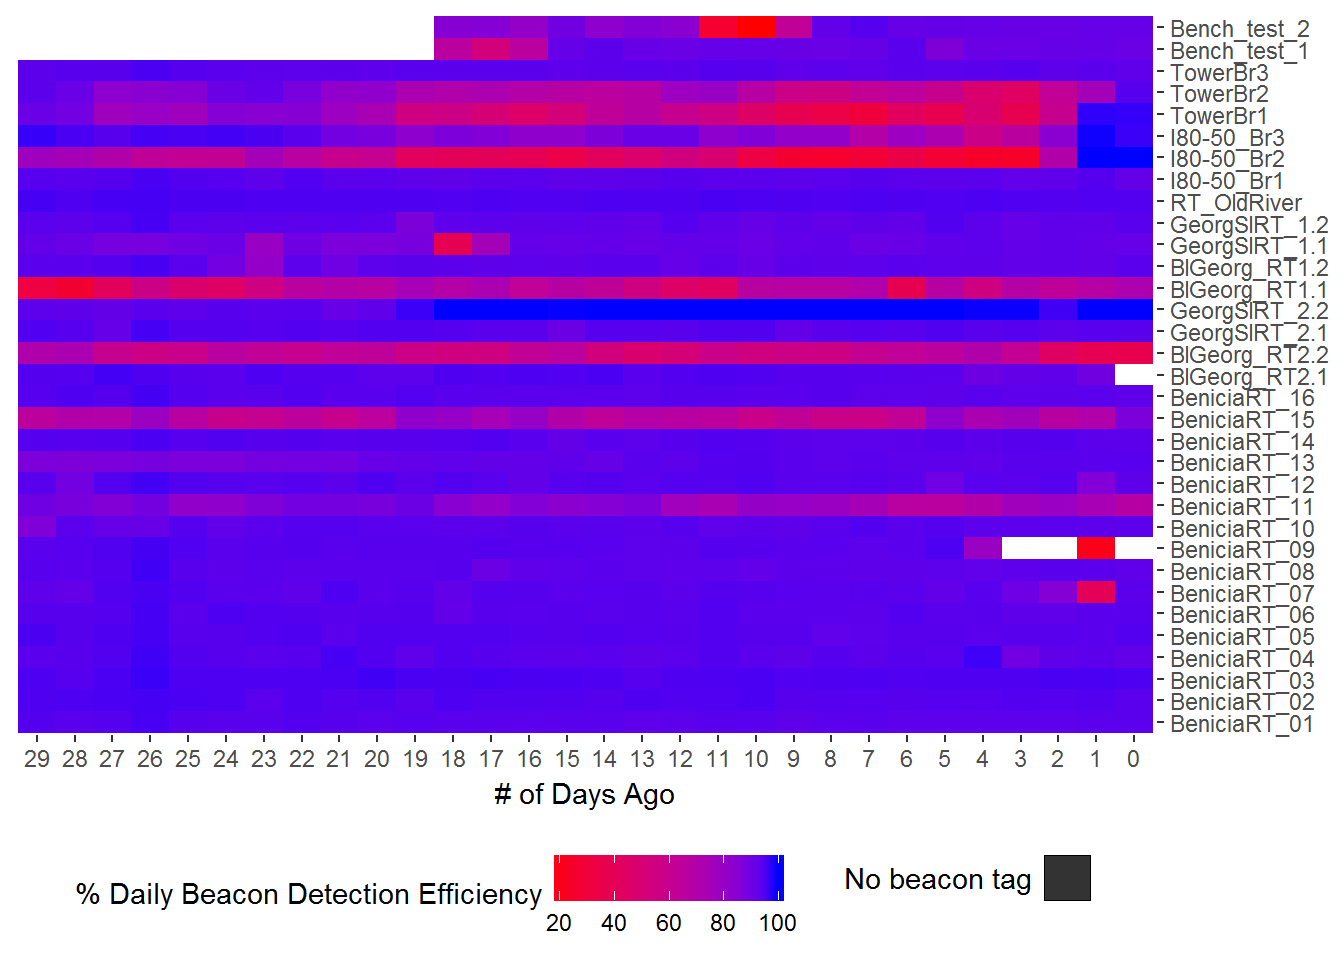 Bench_test_2
Bench_test_1
TowerBr3
TowerBr2
TowerBr1
I80-50_Br3
I80-50_Br2
I80-50_Br1
RT_OldRiver
GeorgSlRT_1.2
GeorgSlRT_1.1
BlGeorg_RT1.2
BlGeorg_RT1.1
GeorgSlRT_2.2
GeorgSlRT_2.1
BlGeorg_RT2.2
BlGeorg_RT2.1
BeniciaRT_16
BeniciaRT_15
BeniciaRT_14
BeniciaRT_13
BeniciaRT_12
BeniciaRT_11
BeniciaRT_10
BeniciaRT_09
BeniciaRT_08
BeniciaRT_07
BeniciaRT_06
BeniciaRT_05
BeniciaRT_04
BeniciaRT_03
BeniciaRT_02
BeniciaRT_01
29 28 27 26 25 24 23 22 21 20 19 18 17 16 15 14 13 12 11 10 9 8 7 6 5 4 3 2 1 0
# of Days Ago
% Daily Beacon Detection Efficiency
20 40 60 80 100
No beacon tag